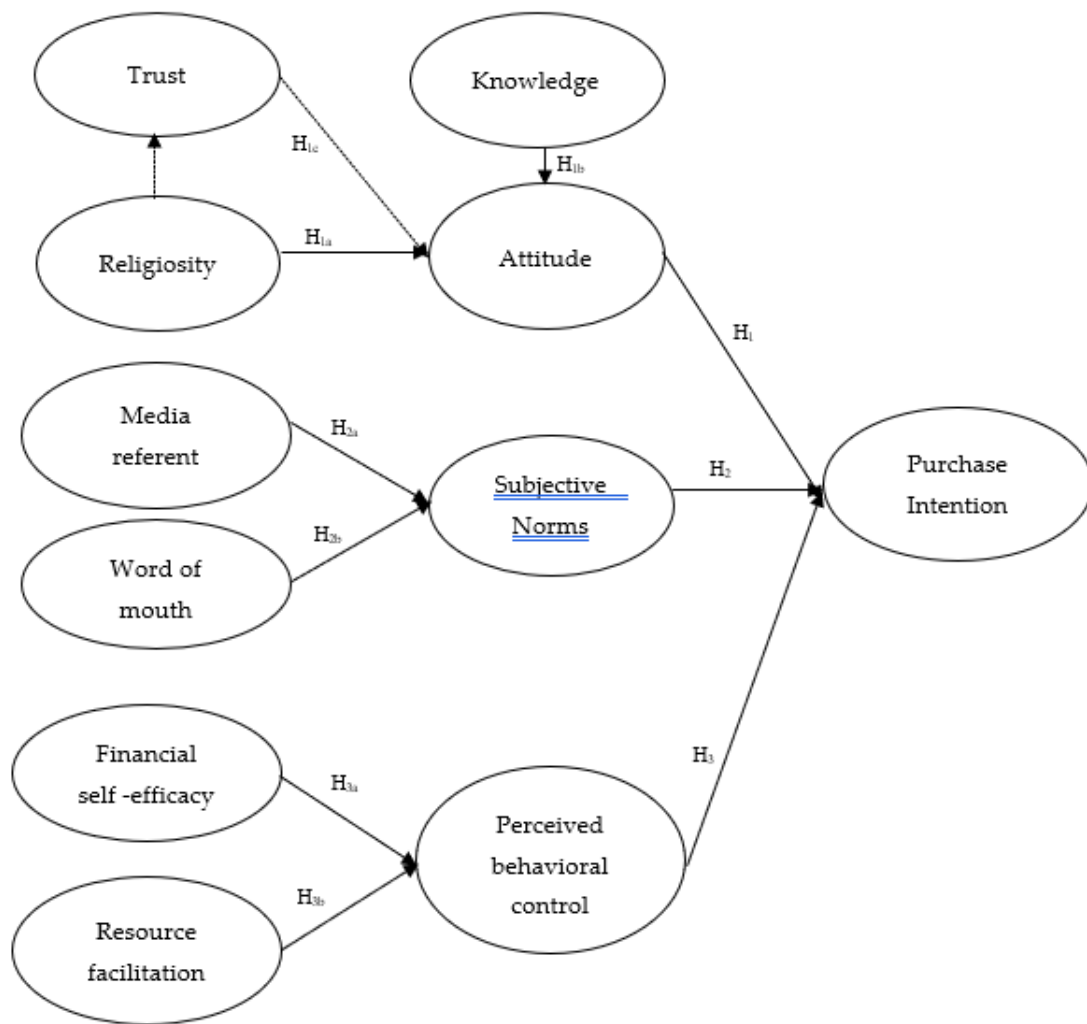 Trust
Knowledge
H1c
H1b
Religiosity
H1a
Attitude
H1
Media
referent
H2a
Subjective
Norms
H2
Purchase
Intention
Word of
mouth
H2b
Financial
self -efficacy
H3a
Perceived
behavioral
control
H3
Resource
facilitation
H3b